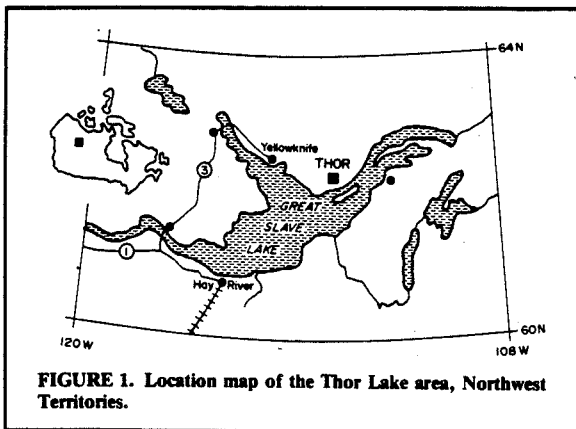 64N
Yellowknife
THOR
3
GREAT
SLAVE
LAKE
1
Hay River
60N
120W
108W
FIGURE 1. Location map of the Thor Lake area, Northwest
Territories.